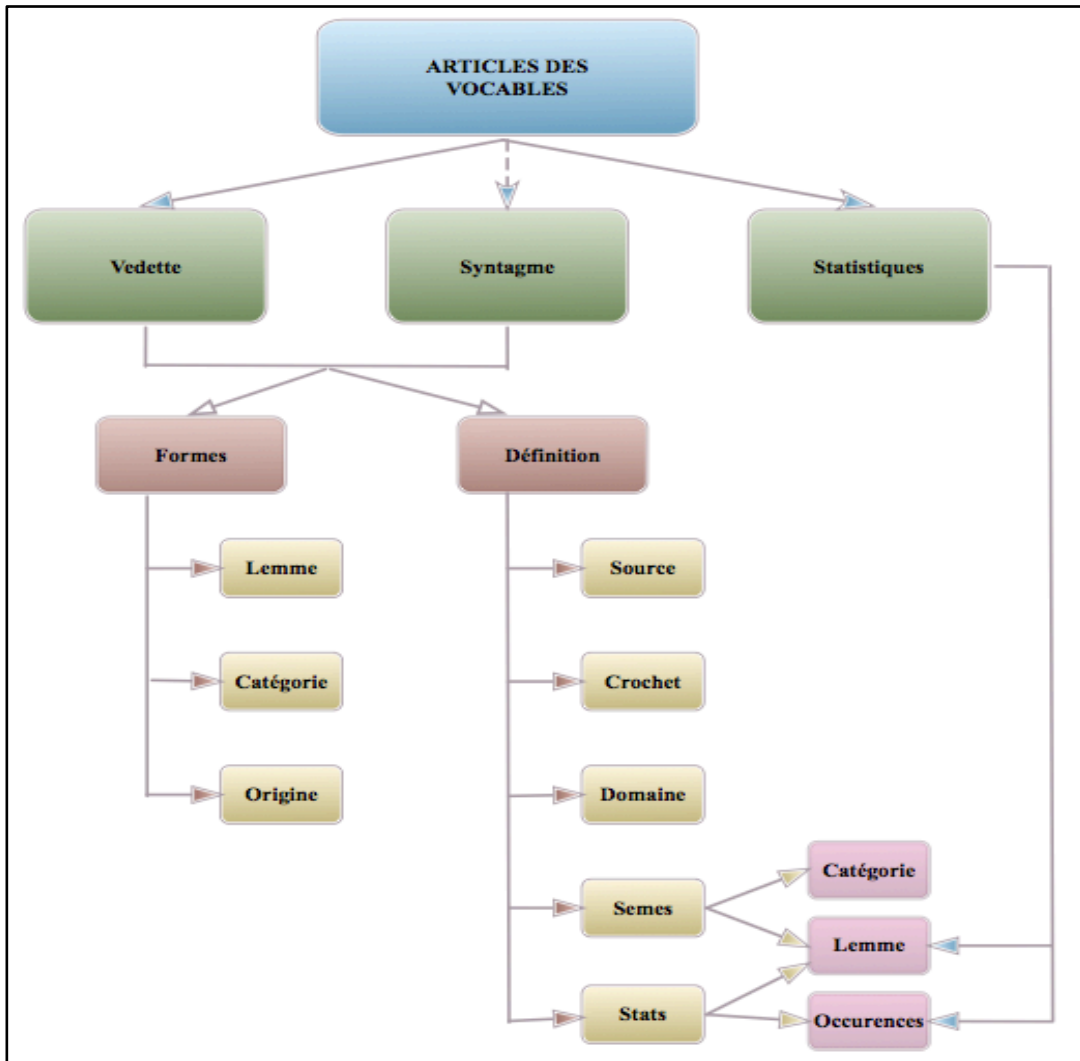 ARTICLES DES
VOCABLES
Vedette
Syntagme
Statistiques
Formes
Définition
Lemme
Source
Catégorie
Crochet
Origine
Domaine
Catégorie
Semes
Lemme
Stats
Occurences